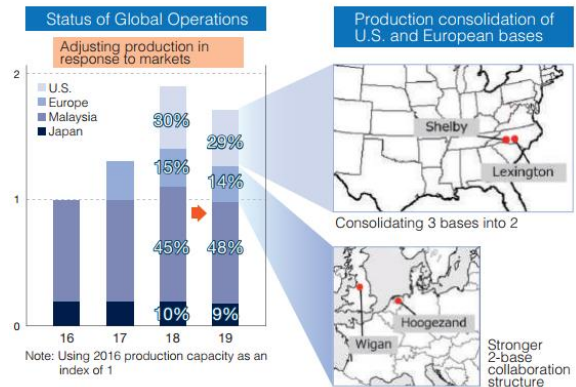 Status of Global Operations
Adjusting production in
response to markets
2
U.S.
Europe
Malaysia
Japan
30%
29%
15%
14%
1
45%
48%
10%
9%
0
16 17 18 19
Note: Using 2016 production capacity as an
index of 1
Production consolidation of
U.S. and European bases
Shelby
Lexington
Consolidating 3 bases into 2
Hoogezand
Wigan
Stronger
2-base
collaboration
structure